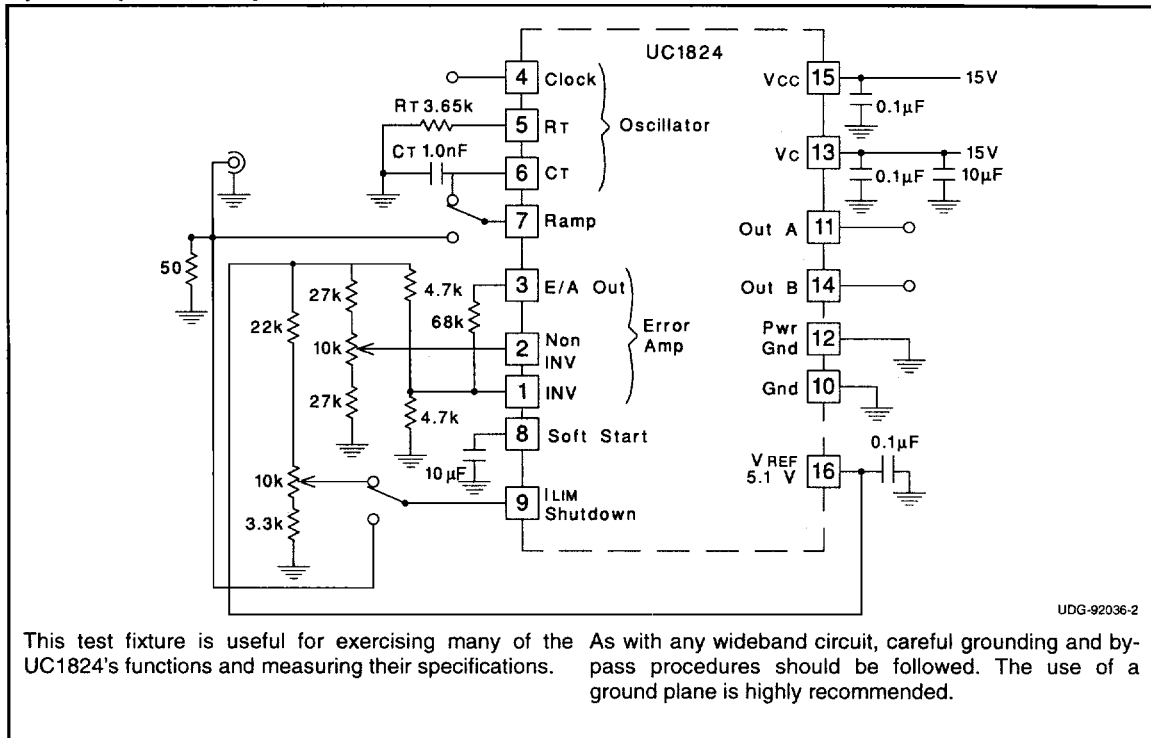 UC1824
4 Clock
RT 3.65k
5 RT
Oscillator
CT 1.0nF
6 CT
7 Ramp
50
3 E/A Out
4.7k
27k
68k
22k
2 Non INV
Error Amp
10k
1 INV
27k
4.7k
8 Soft Start
10 µF
10k
9 ILIM Shutdown
3.3k
VCC 15
15V
0.1µF
VC 13
15V
0.1µF
10µF
Out A 11
Out B 14
Pwr Gnd 12
Gnd 10
VREF 5.1 V 16
0.1µF
UDG-92036-2
This test fixture is useful for exercising many of the
UC1824's functions and measuring their specifications.
As with any wideband circuit, careful grounding and by-
pass procedures should be followed. The use of a
ground plane is highly recommended.